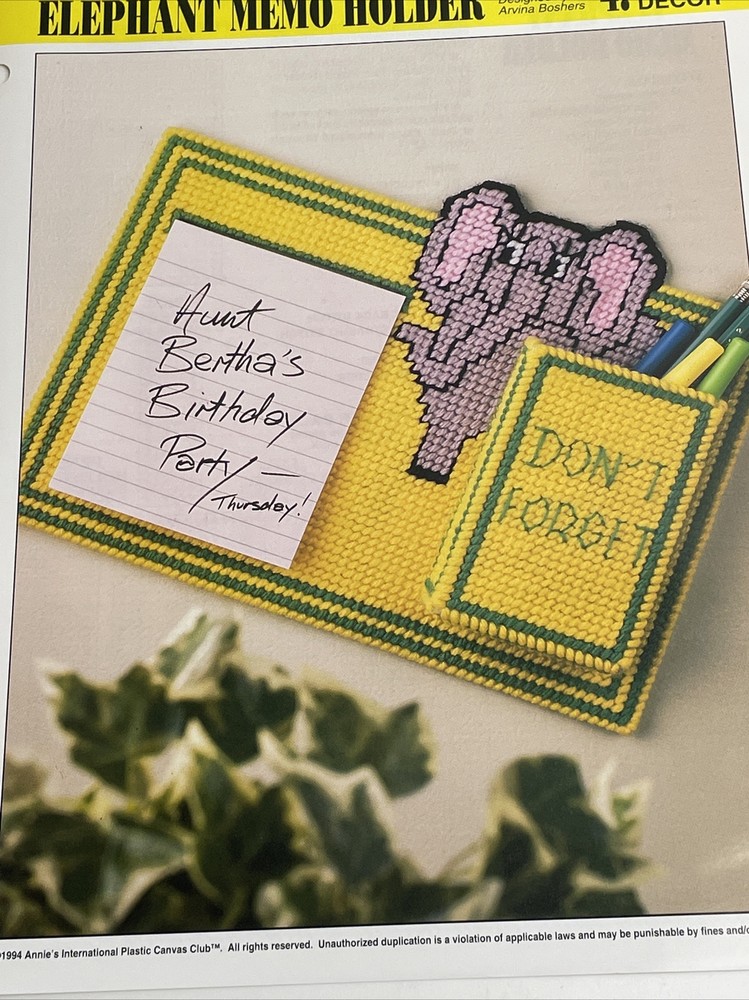 ELEPHANT MEMO HOLDER
Arvina Boshers
DECOR
Aunt
Bertha's
Birthday
Party —
Thursday!
DON'T
FORGET
1994 Annie's International Plastic Canvas Club™. All rights reserved. Unauthorized duplication is a violation of applicable laws and may be punishable by fines and/